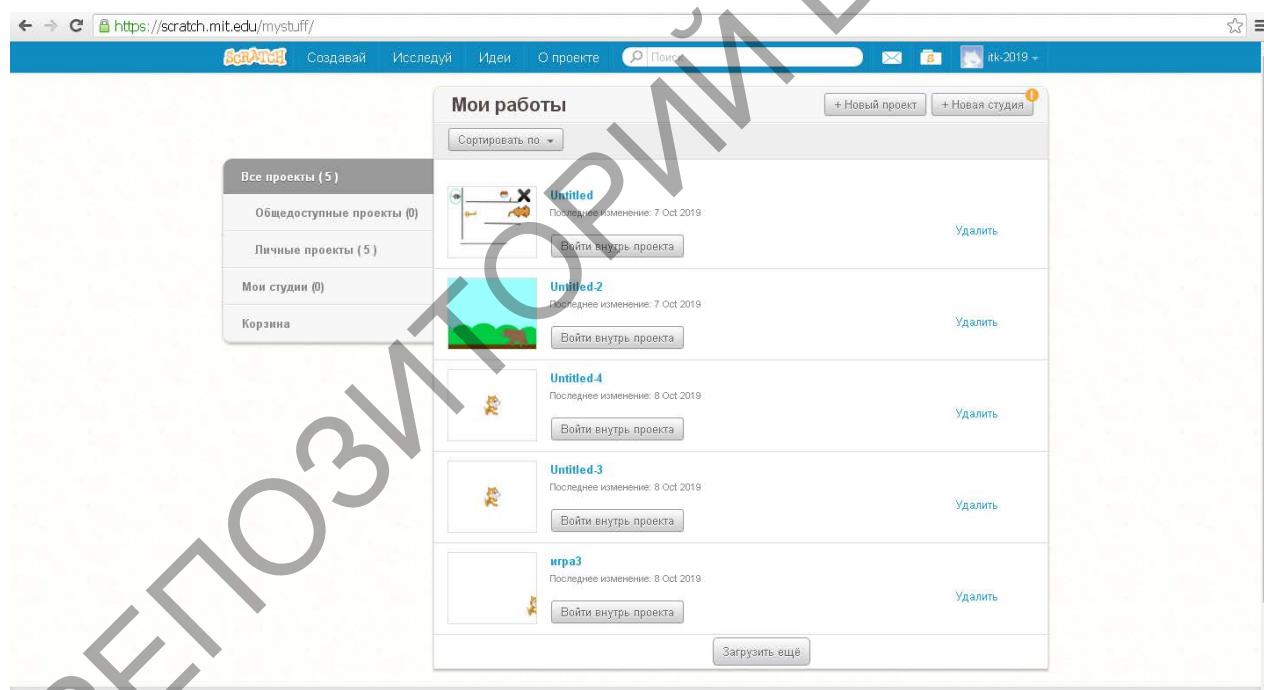 https://scratch.mit.edu/mystuff/
SCRATCH Создавай Исследуй Идеи О проекте Поиск itk-2019
Мои работы + Новый проект + Новая студия
Сортировать по
Все проекты (5)
Общедоступные проекты (0)
Личные проекты (5)
Мои студии (0)
Корзина
Untitled
Последнее изменение: 7 Oct 2019
Войти внутрь проекта
Удалить
Untitled-2
Последнее изменение: 7 Oct 2019
Войти внутрь проекта
Удалить
Untitled-4
Последнее изменение: 8 Oct 2019
Войти внутрь проекта
Удалить
Untitled-3
Последнее изменение: 8 Oct 2019
Войти внутрь проекта
Удалить
игра3
Последнее изменение: 8 Oct 2019
Войти внутрь проекта
Удалить
Загрузить ещё
РЕПОЗИТОРИЙ